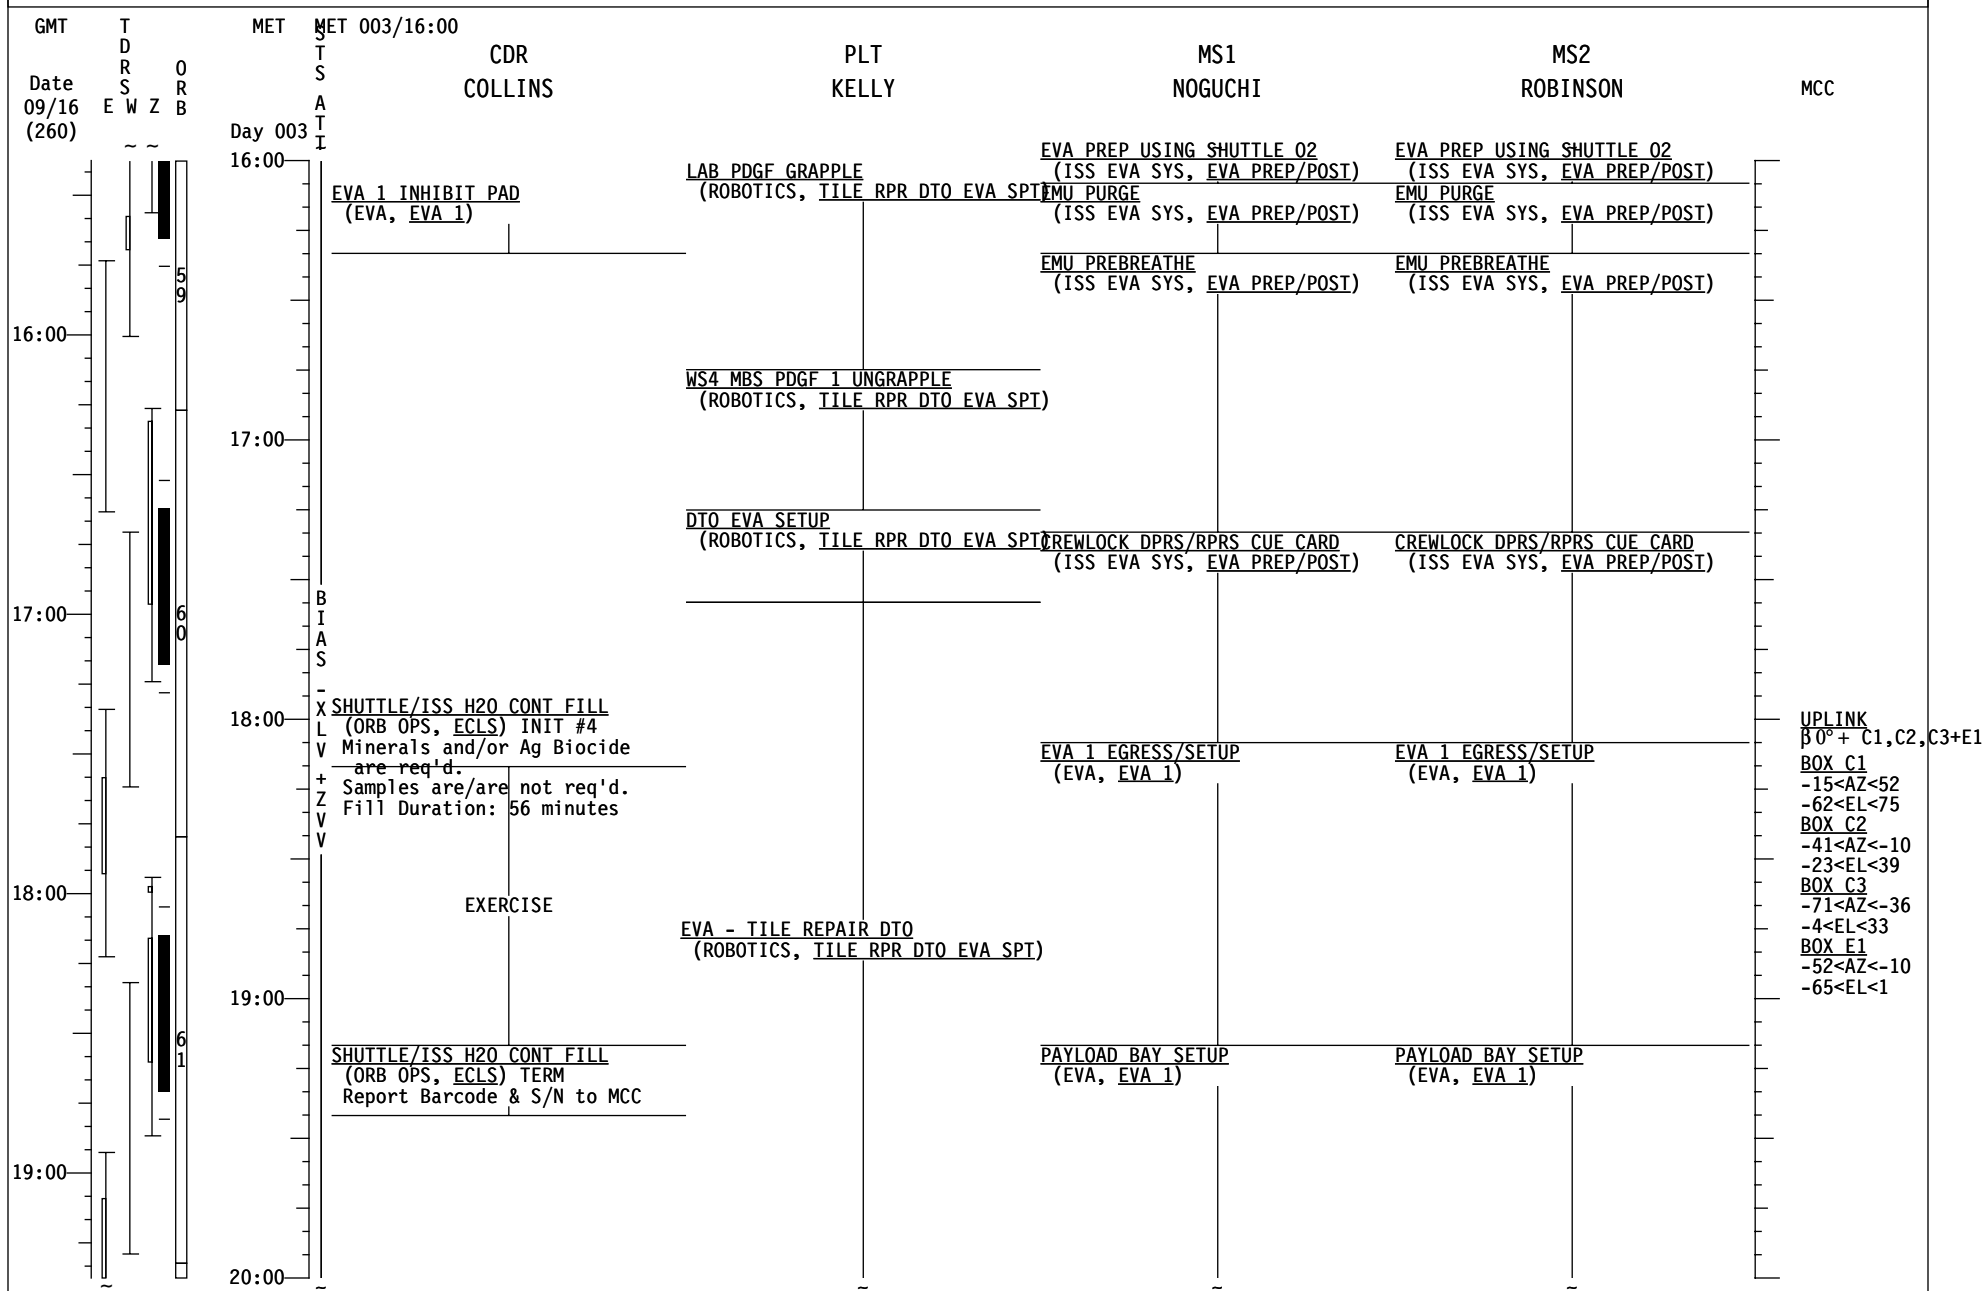 GMT
TDRS
E W Z
ORB
MET
MET 003/16:00
STS ATT
CDR
COLLINS
PLT
KELLY
MS1
NOGUCHI
MS2
ROBINSON
MCC
Date
09/16
(260)
Day 003
16:00
17:00
18:00
19:00
59
60
61
16:00
17:00
18:00
19:00
20:00
BIAS -XLV +ZVV
EVA 1 INHIBIT PAD
(EVA, EVA 1)
SHUTTLE/ISS H2O CONT FILL
(ORB OPS, ECLS) INIT #4
Minerals and/or Ag Biocide
are req'd.
Samples are/are not req'd.
Fill Duration: 56 minutes
EXERCISE
SHUTTLE/ISS H2O CONT FILL
(ORB OPS, ECLS) TERM
Report Barcode & S/N to MCC
LAB PDGF GRAPPLE
(ROBOTICS, TILE RPR DTO EVA SPT)
WS4 MBS PDGF 1 UNGRAPPLE
(ROBOTICS, TILE RPR DTO EVA SPT)
DTO EVA SETUP
(ROBOTICS, TILE RPR DTO EVA SPT)
EVA - TILE REPAIR DTO
(ROBOTICS, TILE RPR DTO EVA SPT)
EVA PREP USING SHUTTLE O2
(ISS EVA SYS, EVA PREP/POST)
EMU PURGE
(ISS EVA SYS, EVA PREP/POST)
EMU PREBREATHE
(ISS EVA SYS, EVA PREP/POST)
CREWLOCK DPRS/RPRS CUE CARD
(ISS EVA SYS, EVA PREP/POST)
EVA 1 EGRESS/SETUP
(EVA, EVA 1)
PAYLOAD BAY SETUP
(EVA, EVA 1)
EVA PREP USING SHUTTLE O2
(ISS EVA SYS, EVA PREP/POST)
EMU PURGE
(ISS EVA SYS, EVA PREP/POST)
EMU PREBREATHE
(ISS EVA SYS, EVA PREP/POST)
CREWLOCK DPRS/RPRS CUE CARD
(ISS EVA SYS, EVA PREP/POST)
EVA 1 EGRESS/SETUP
(EVA, EVA 1)
PAYLOAD BAY SETUP
(EVA, EVA 1)
UPLINK
β0°+ C1,C2,C3+E1
BOX C1
-15<AZ<52
-62<EL<75
BOX C2
-41<AZ<-10
-23<EL<39
BOX C3
-71<AZ<-36
-4<EL<33
BOX E1
-52<AZ<-10
-65<EL<1